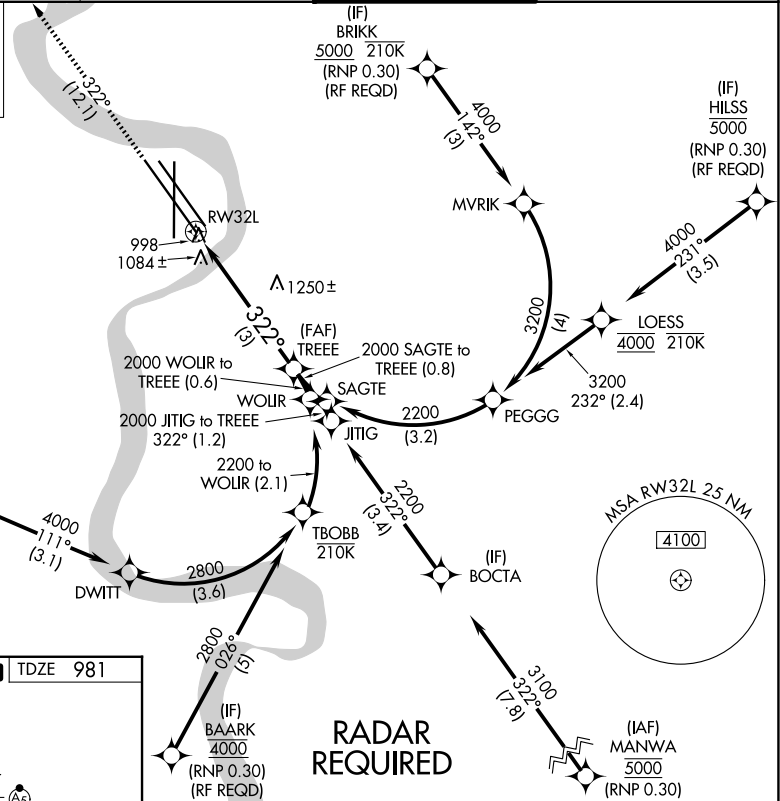 (IF)
BRIKK
5000 210K
(RNP 0.30)
(RF REQD)
322°
(12.1)
4000
142°
(3)
(IF)
HILSS
5000
(RNP 0.30)
(RF REQD)
MVRIK
RW32L
998
1084 ±
4000
231°
(3.5)
1250 ±
322°
(3)
3200
(4)
LOESS
4000 210K
(FAF)
TREEE
2000 WOLIR to
TREEE (0.6)
2000 SAGTE to
TREEE (0.8)
SAGTE
3200
232° (2.4)
WOLIR
PEGGG
2000 JITIG to TREEE
322° (1.2)
JITIG
2200
(3.2)
2200 to
WOLIR (2.1)
2200
322°
(3.4)
MSA RW32L 25 NM
4100
4000
111°
(3.1)
TBOBB
210K
(IF)
BOCTA
DWITT
2800
(3.6)
2800
026°
(5)
3100
322°
(7.8)
TDZE 981
(IF)
BAARK
4000
(RNP 0.30)
(RF REQD)
RADAR
REQUIRED
(IAF)
MANWA
5000
(RNP 0.30)
A5